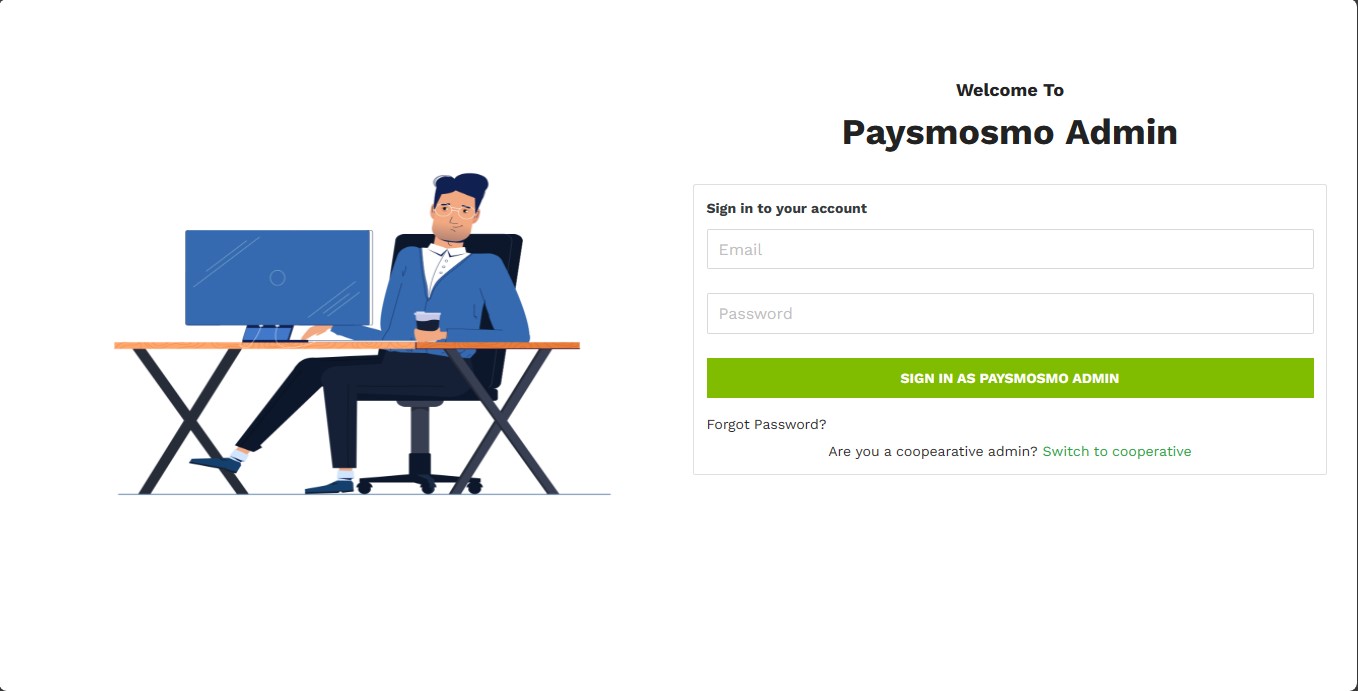 Welcome To
Paysmosmo Admin
Sign in to your account
Email
Password
SIGN IN AS PAYSMOSMO ADMIN
Forgot Password?
Are you a coopearative admin? Switch to cooperative